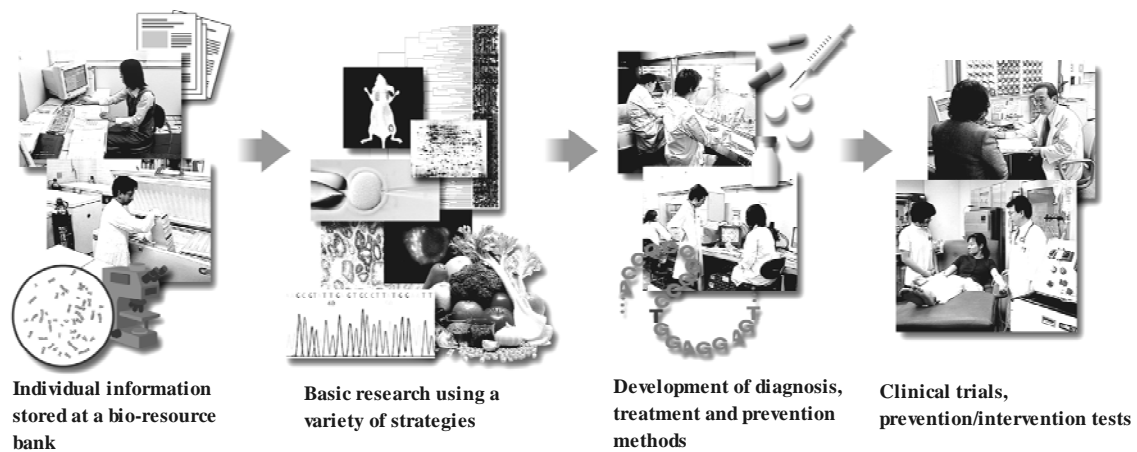 Individual information
stored at a bio-resource
bank
Basic research using a
variety of strategies
Development of diagnosis,
treatment and prevention
methods
Clinical trials,
prevention/intervention tests